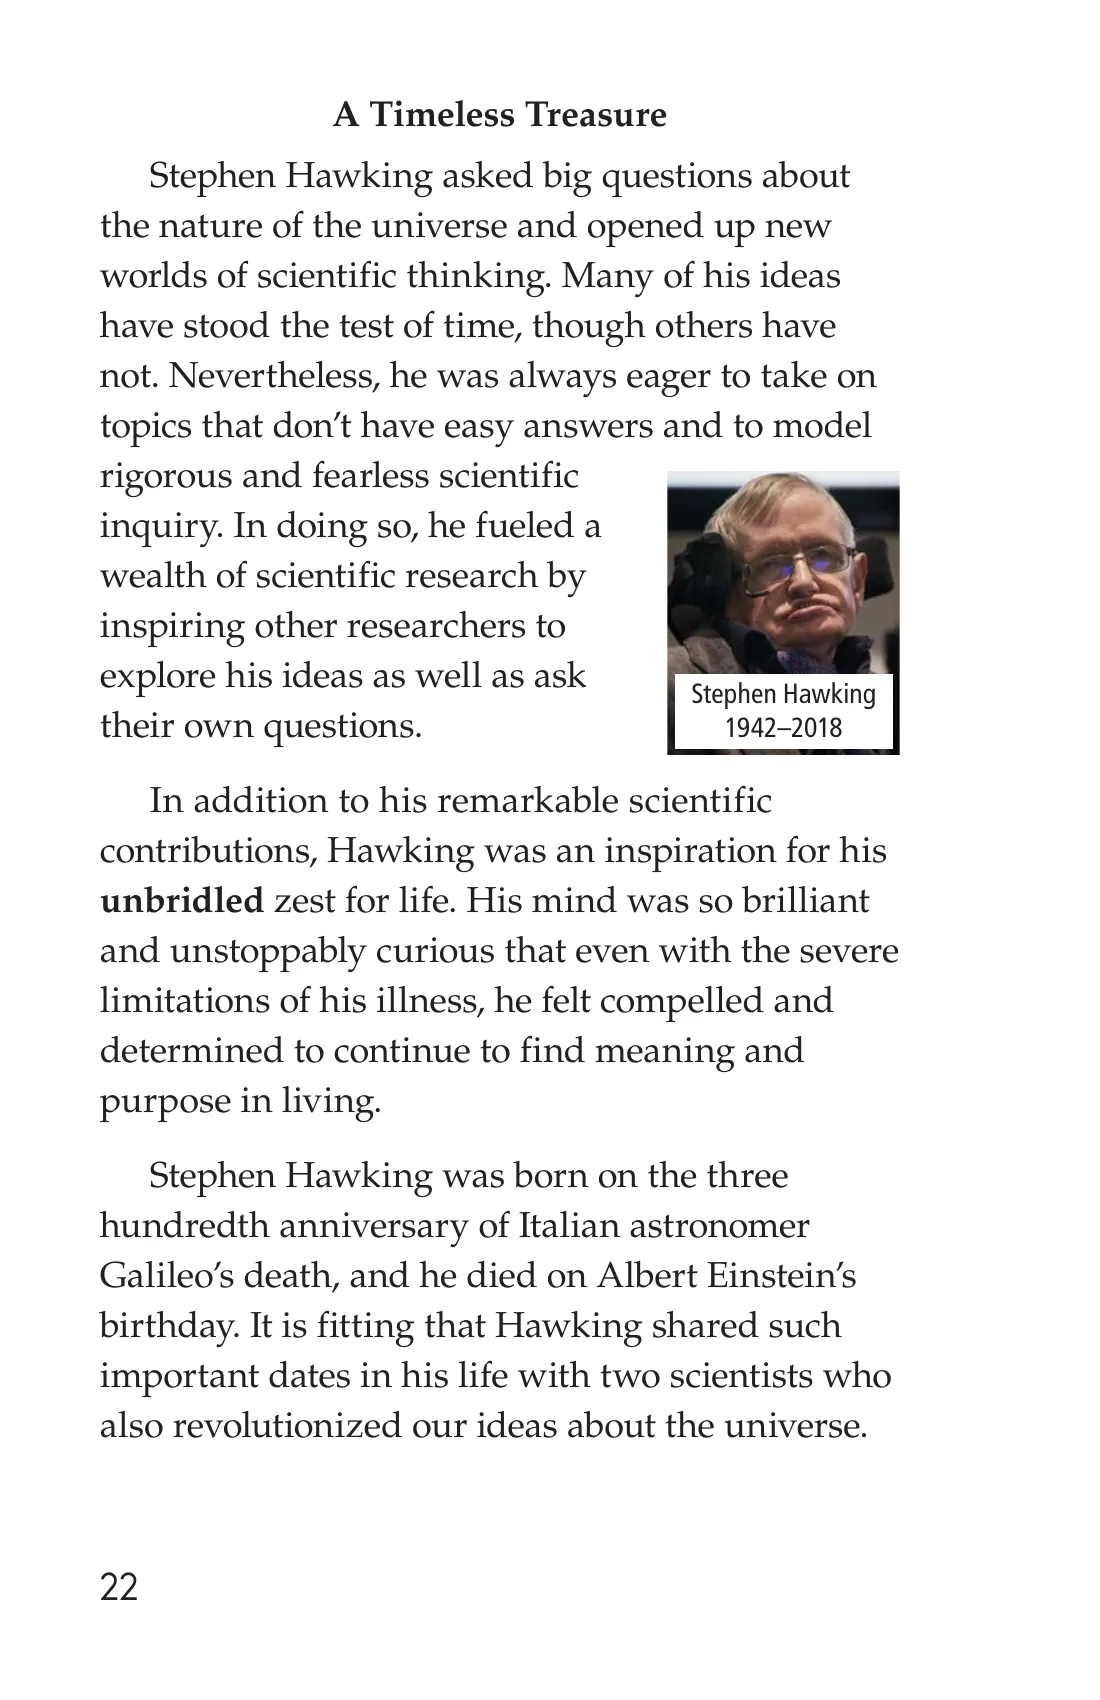 A Timeless Treasure
Stephen Hawking asked big questions about
the nature of the universe and opened up new
worlds of scientific thinking. Many of his ideas
have stood the test of time, though others have
not. Nevertheless, he was always eager to take on
topics that don’t have easy answers and to model
rigorous and fearless scientific
inquiry. In doing so, he fueled a
wealth of scientific research by
inspiring other researchers to
explore his ideas as well as ask
their own questions.
Stephen Hawking
1942–2018
In addition to his remarkable scientific
contributions, Hawking was an inspiration for his
unbridled zest for life. His mind was so brilliant
and unstoppably curious that even with the severe
limitations of his illness, he felt compelled and
determined to continue to find meaning and
purpose in living.
Stephen Hawking was born on the three
hundredth anniversary of Italian astronomer
Galileo’s death, and he died on Albert Einstein’s
birthday. It is fitting that Hawking shared such
important dates in his life with two scientists who
also revolutionized our ideas about the universe.
22